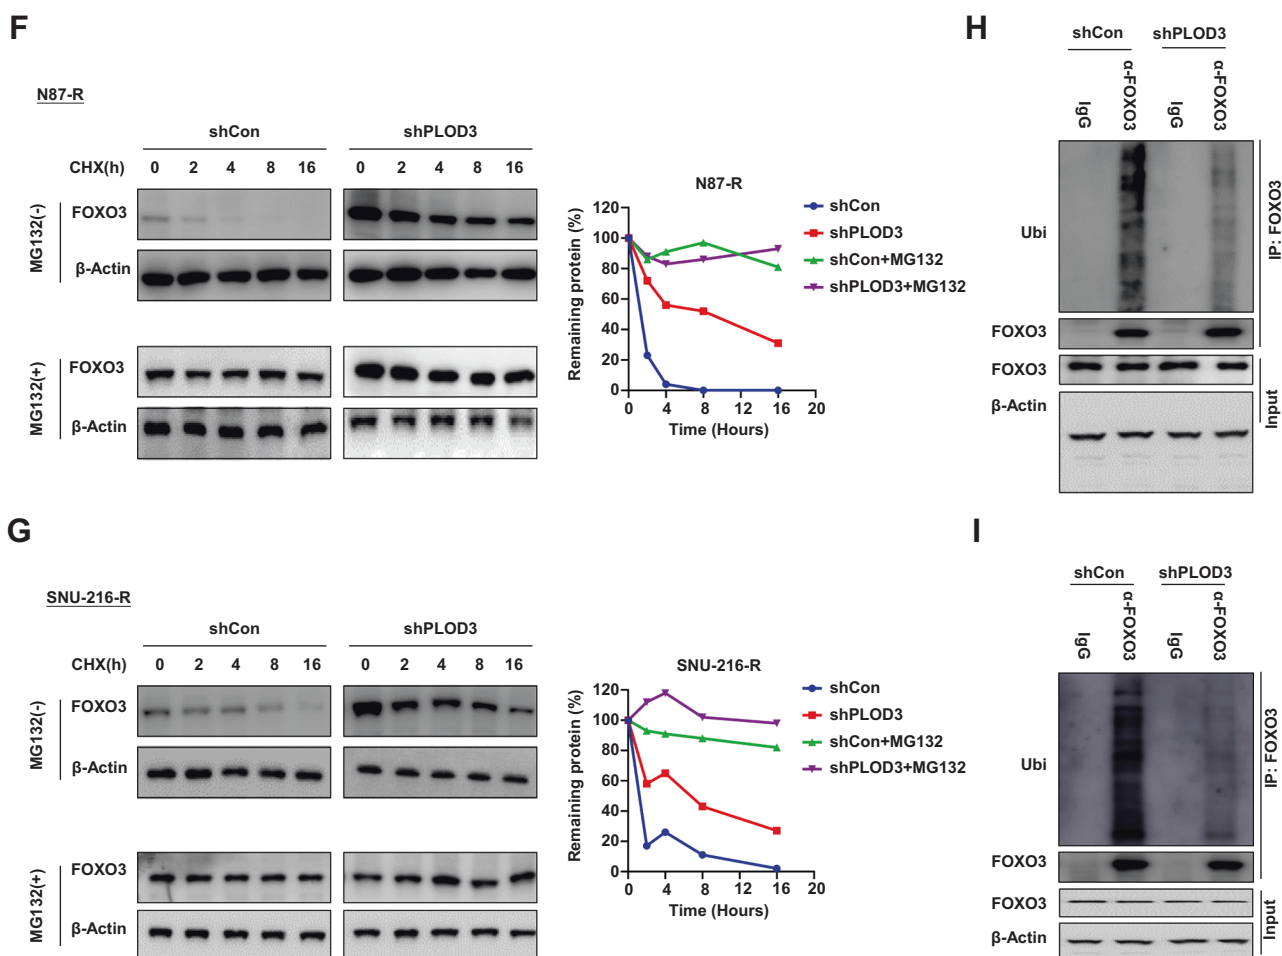 F
N87-R
shCon shPLOD3
CHX(h) 0 2 4 8 16 0 2 4 8 16
MG132(-)
FOXO3
β-Actin
MG132(+)
FOXO3
β-Actin
N87-R
Remaining protein (%)
120
100
80
60
40
20
0
0 4 8 12 16 20
Time (Hours)
shCon
shPLOD3
shCon+MG132
shPLOD3+MG132
H
shCon shPLOD3
IgG α-FOXO3 IgG α-FOXO3
Ubi
FOXO3
IP: FOXO3
FOXO3
β-Actin
Input
G
SNU-216-R
shCon shPLOD3
CHX(h) 0 2 4 8 16 0 2 4 8 16
MG132(-)
FOXO3
β-Actin
MG132(+)
FOXO3
β-Actin
SNU-216-R
Remaining protein (%)
120
100
80
60
40
20
0
0 4 8 12 16 20
Time (Hours)
shCon
shPLOD3
shCon+MG132
shPLOD3+MG132
I
shCon shPLOD3
IgG α-FOXO3 IgG α-FOXO3
Ubi
FOXO3
IP: FOXO3
FOXO3
β-Actin
Input